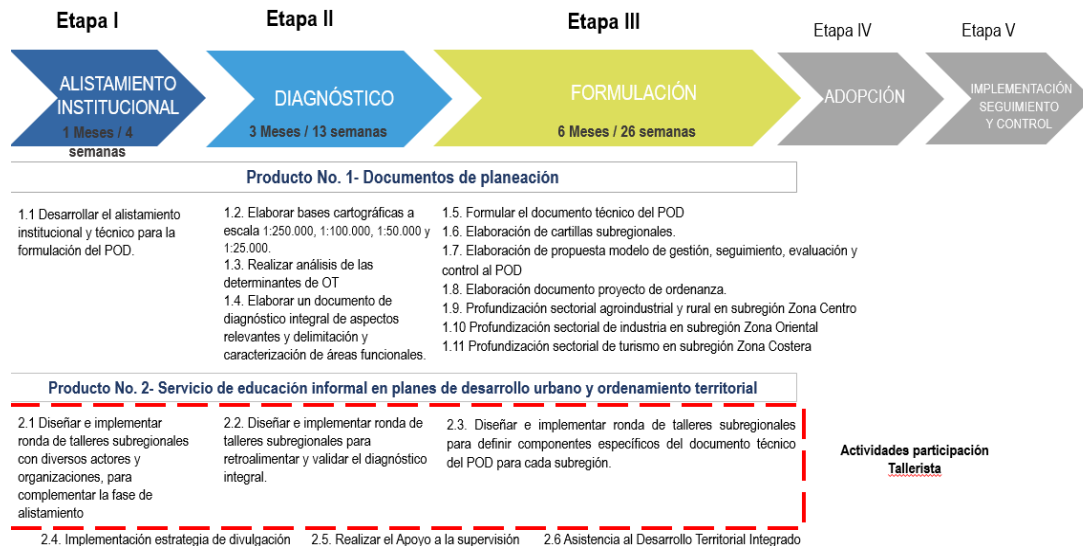 Etapa I
Etapa II
Etapa III
Etapa IV
Etapa V
ALISTAMIENTO
INSTITUCIONAL
1 Meses / 4
semanas
DIAGNÓSTICO
3 Meses / 13 semanas
FORMULACIÓN
6 Meses / 26 semanas
ADOPCIÓN
IMPLEMENTACIÓN
SEGUIMIENTO
Y CONTROL
Producto No. 1- Documentos de planeación
1.1 Desarrollar el alistamiento
institucional y técnico para la
formulación del POD.
1.2. Elaborar bases cartográficas a
escala 1:250.000, 1:100.000, 1:50.000 y
1:25.000.
1.3. Realizar análisis de las
determinantes de OT
1.4. Elaborar un documento de
diagnóstico integral de aspectos
relevantes y delimitación y
caracterización de áreas funcionales.
1.5. Formular el documento técnico del POD
1.6. Elaboración de cartillas subregionales.
1.7. Elaboración de propuesta modelo de gestión, seguimiento, evaluación y
control al POD
1.8. Elaboración documento proyecto de ordenanza.
1.9. Profundización sectorial agroindustrial y rural en subregión Zona Centro
1.10 Profundización sectorial de industria en subregión Zona Oriental
1.11 Profundización sectorial de turismo en subregión Zona Costera
Producto No. 2- Servicio de educación informal en planes de desarrollo urbano y ordenamiento territorial
2.1 Diseñar e implementar
ronda de talleres subregionales
con diversos actores y
organizaciones, para
complementar la fase de
alistamiento
2.2. Diseñar e implementar ronda de
talleres subregionales para
retroalimentar y validar el diagnóstico
integral.
2.3. Diseñar e implementar ronda de talleres subregionales
para definir componentes específicos del documento técnico
del POD para cada subregión.
Actividades participación
Tallerista
2.4. Implementación estrategia de divulgación
2.5. Realizar el Apoyo a la supervisión
2.6 Asistencia al Desarrollo Territorial Integrado